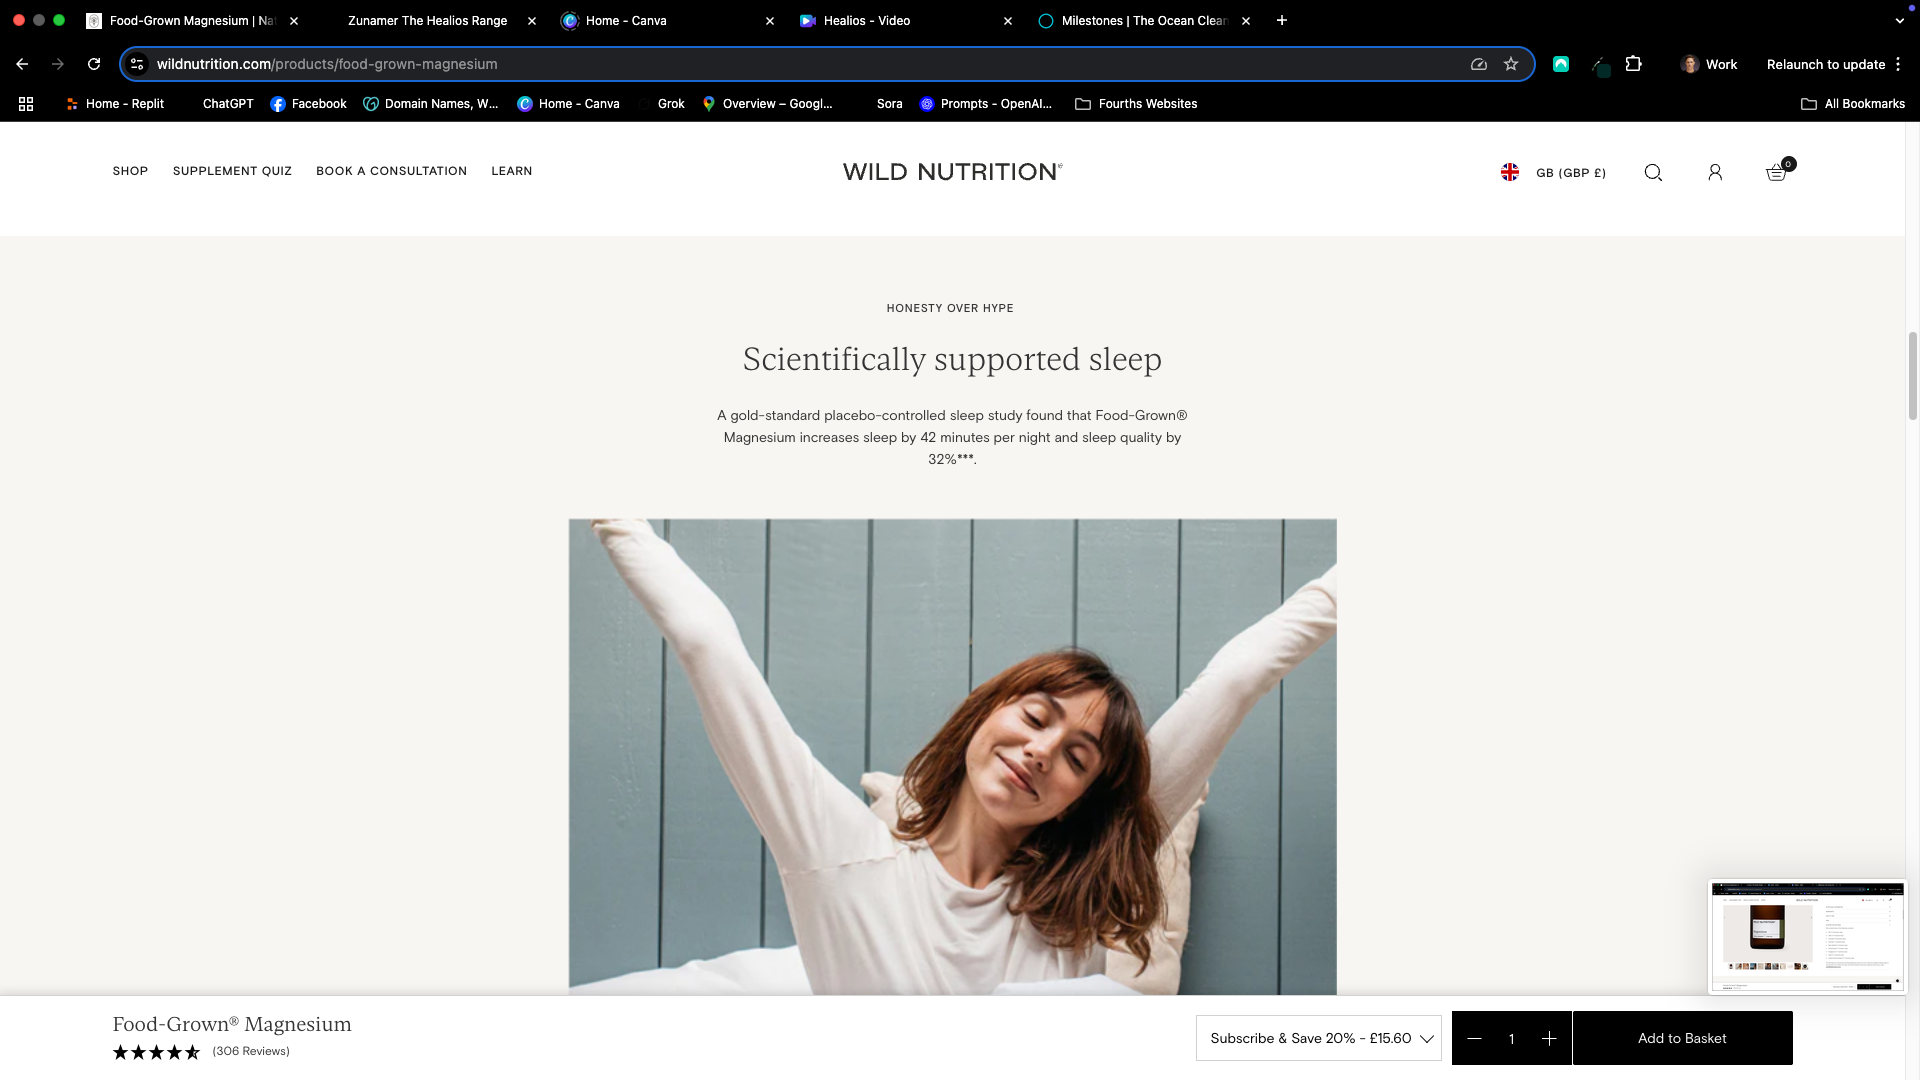 Food-Grown Magnesium | Na
Zunamer The Healios Range
Home - Canva
Healios - Video
Milestones | The Ocean Clean
wildnutrition.com/products/food-grown-magnesium
Work
Relaunch to update
Home - Replit
ChatGPT
Facebook
Domain Names, W...
Home - Canva
Grok
Overview – Googl...
Sora
Prompts - OpenAI...
Fourths Websites
All Bookmarks
SHOP
SUPPLEMENT QUIZ
BOOK A CONSULTATION
LEARN
WILD NUTRITION
GB (GBP £)
0
HONESTY OVER HYPE
Scientifically supported sleep
A gold-standard placebo-controlled sleep study found that Food-Grown®
Magnesium increases sleep by 42 minutes per night and sleep quality by
32%***.
Food-Grown® Magnesium
(306 Reviews)
Subscribe & Save 20% - £15.60
1
Add to Basket